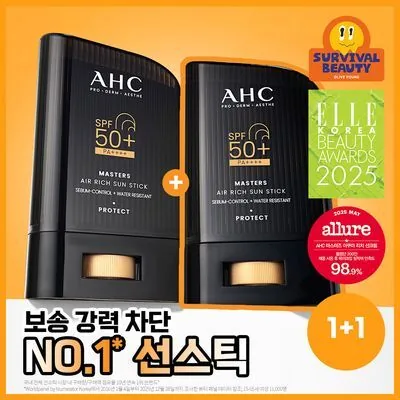 SURVIVAL
BEAUTY
OLIVE YOUNG
AHC
PRO • DERM • AESTHE
SPF
50+
PA++++
MASTERS
AIR RICH SUN STICK
SEBUM-CONTROL + WATER RESISTANT
+
PROTECT
+
AHC
PRO • DERM • AESTHE
SPF
50+
PA++++
MASTERS
AIR RICH SUN STICK
SEBUM-CONTROL + WATER RESISTANT
+
PROTECT
ELLE
KOREA
BEAUTY
AWARDS
2025
allure
98.9%
1+1
보송 강력 차단
NO.1* 선스틱